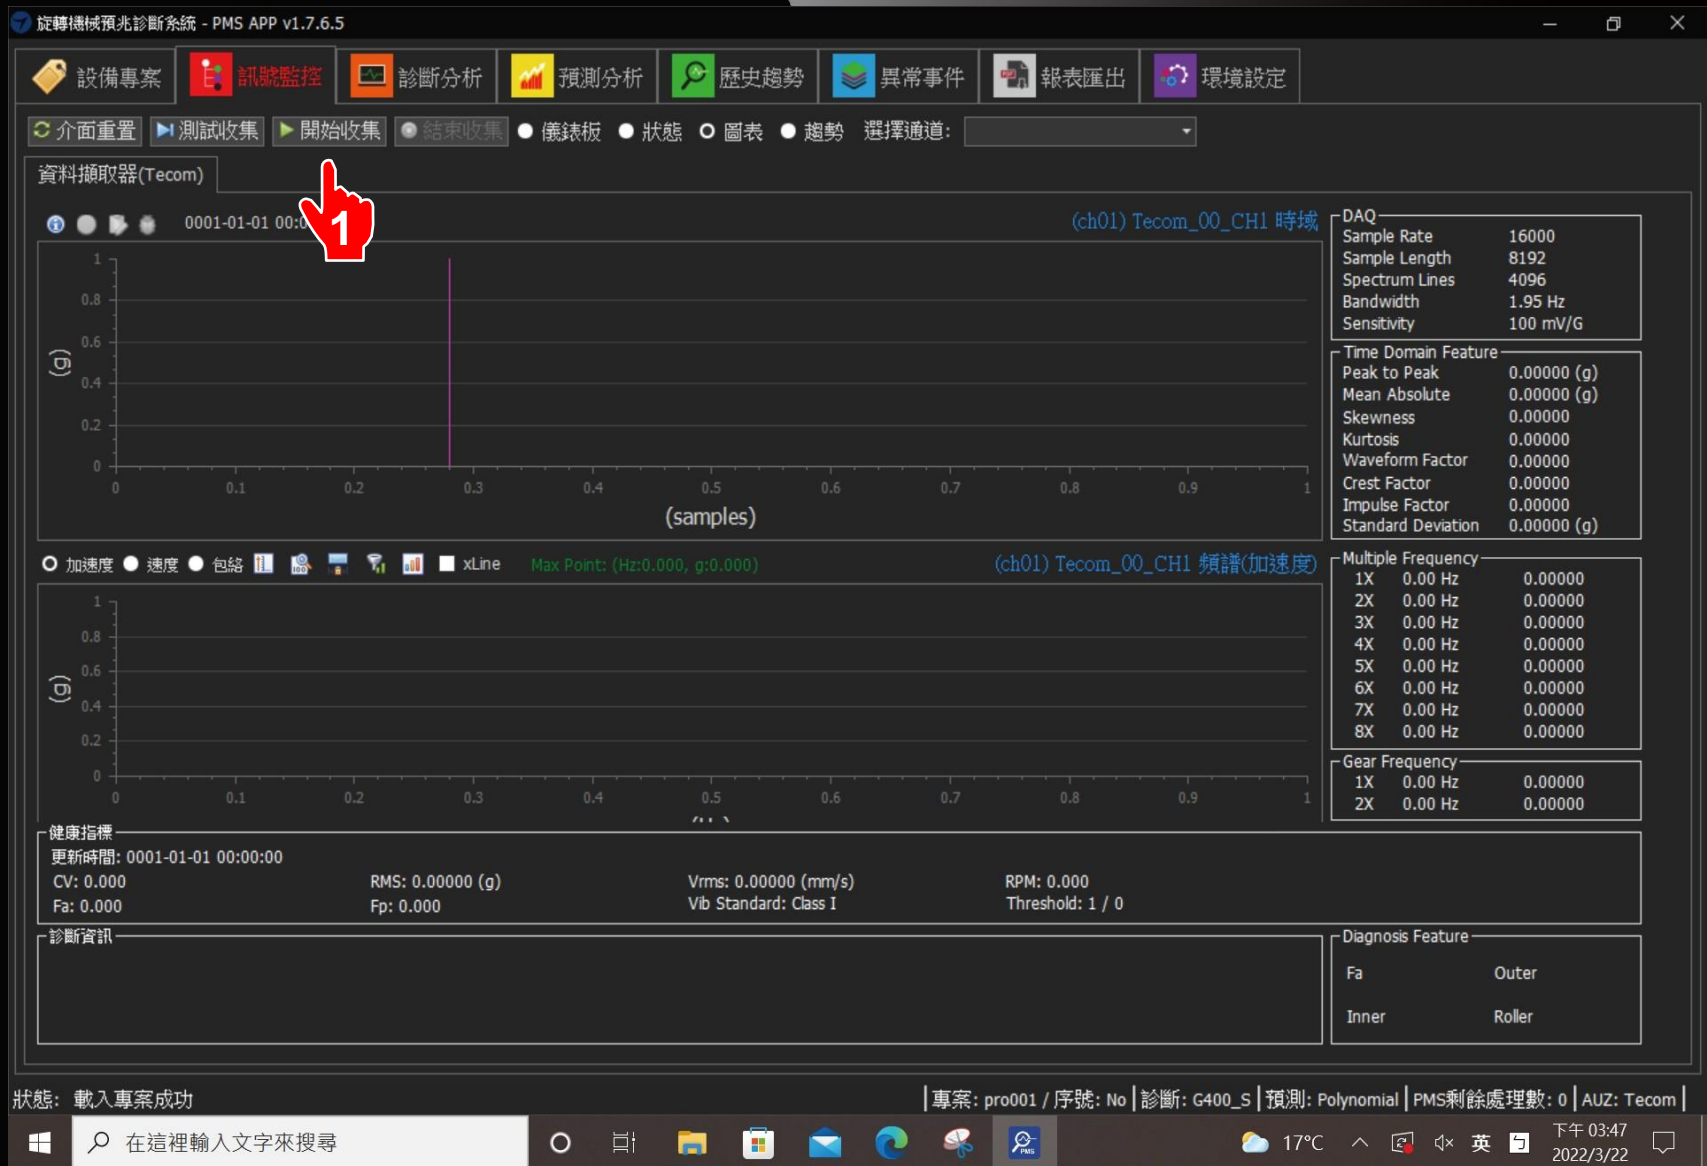 旋轉機械預兆診斷系統 - PMS APP v1.7.6.5
設備專案 訊號監控 診斷分析 預測分析 歷史趨勢 異常事件 報表匯出 環境設定
介面重置 測試收集 開始收集 結束收集 儀錶板 狀態 圖表 趨勢 選擇通道:
資料擷取器(Tecom)
1
0001-01-01 00:0
(ch01) Tecom_00_CH1 時域
1
0.8
0.6
0.4
0.2
0
(g)
0 0.1 0.2 0.3 0.4 0.5 0.6 0.7 0.8 0.9 1
(samples)
DAQ
Sample Rate 16000
Sample Length 8192
Spectrum Lines 4096
Bandwidth 1.95 Hz
Sensitivity 100 mV/G
Time Domain Feature
Peak to Peak 0.00000 (g)
Mean Absolute 0.00000 (g)
Skewness 0.00000
Kurtosis 0.00000
Waveform Factor 0.00000
Crest Factor 0.00000
Impulse Factor 0.00000
Standard Deviation 0.00000 (g)
加速度 速度 包絡 xLine Max Point: (Hz:0.000, g:0.000)
(ch01) Tecom_00_CH1 頻譜(加速度)
1
0.8
0.6
0.4
0.2
0
(g)
0 0.1 0.2 0.3 0.4 0.5 0.6 0.7 0.8 0.9 1
Multiple Frequency
1X 0.00 Hz 0.00000
2X 0.00 Hz 0.00000
3X 0.00 Hz 0.00000
4X 0.00 Hz 0.00000
5X 0.00 Hz 0.00000
6X 0.00 Hz 0.00000
7X 0.00 Hz 0.00000
8X 0.00 Hz 0.00000
Gear Frequency
1X 0.00 Hz 0.00000
2X 0.00 Hz 0.00000
健康指標
更新時間: 0001-01-01 00:00:00
CV: 0.000 RMS: 0.00000 (g) Vrms: 0.00000 (mm/s) RPM: 0.000
Fa: 0.000 Fp: 0.000 Vib Standard: Class I Threshold: 1 / 0
診斷資訊
Diagnosis Feature
Fa Outer
Inner Roller
狀態: 載入專案成功
專案: pro001 / 序號: No 診斷: G400_S 預測: Polynomial PMS剩餘處理數: 0 AUZ: Tecom
在這裡輸入文字來搜尋
PMS
17°C 英 ㄅ 下午 03:47
2022/3/22